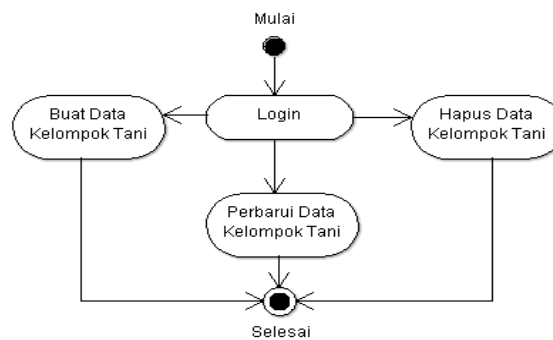 Mulai
Buat Data
Kelompok Tani
Login
Hapus Data
Kelompok Tani
Perbarui Data
Kelompok Tani
Selesai